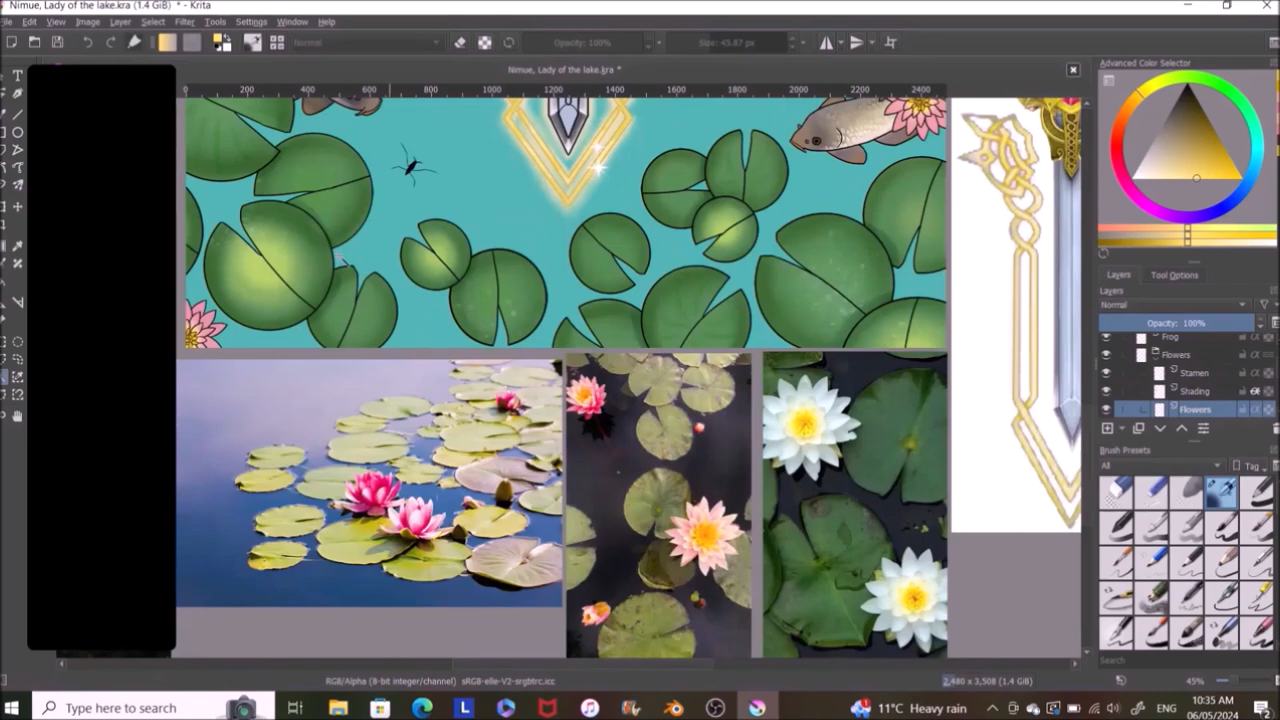 Nimue, Lady of the lake.kra (1.4 GiB) * - Krita
File Edit View Image Layer Select Filter Tools Settings Window Help
Normal Opacity: 100% Size: 45.87 px
Nimue, Lady of the lake.kra *
Advanced Color Selector
0 200 400 600 800 1000 1200 1400 1600 1800 2000 2200 2400
Layers Tool Options
Layers
Normal
Opacity: 100%
Frog
Flowers
Stamen
Shading
Flowers
Brush Presets
All Tag
Search
RGB/Alpha (8-bit integer/channel) sRGB-elle-V2-srgbtrc.icc 2,480 x 3,508 (1.4 GiB) 45%
Type here to search 11°C Heavy rain ENG 10:35 AM
06/05/2024